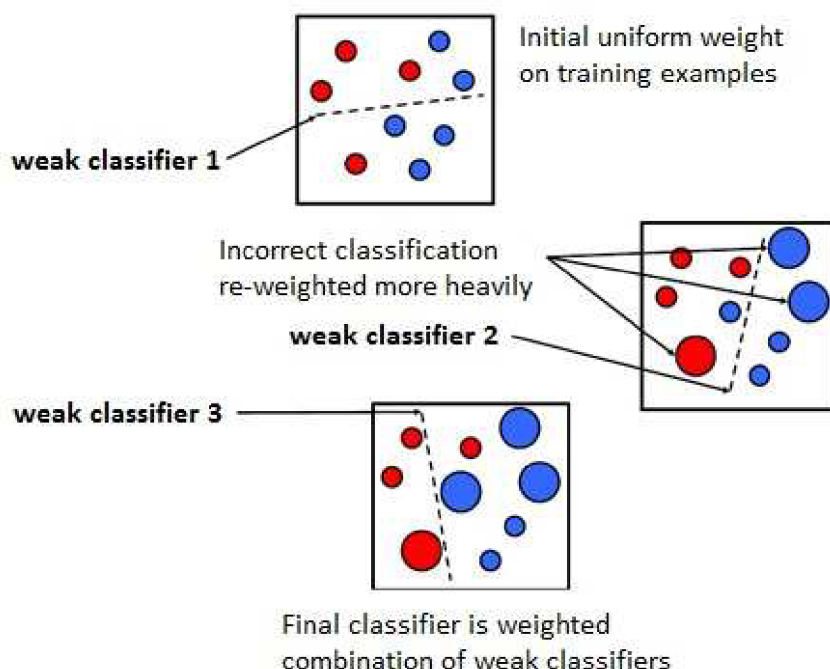 Initial uniform weight
on training examples
weak classifier 1
Incorrect classification
re-weighted more heavily
weak classifier 2
weak classifier 3
Final classifier is weighted
combination of weak classifiers